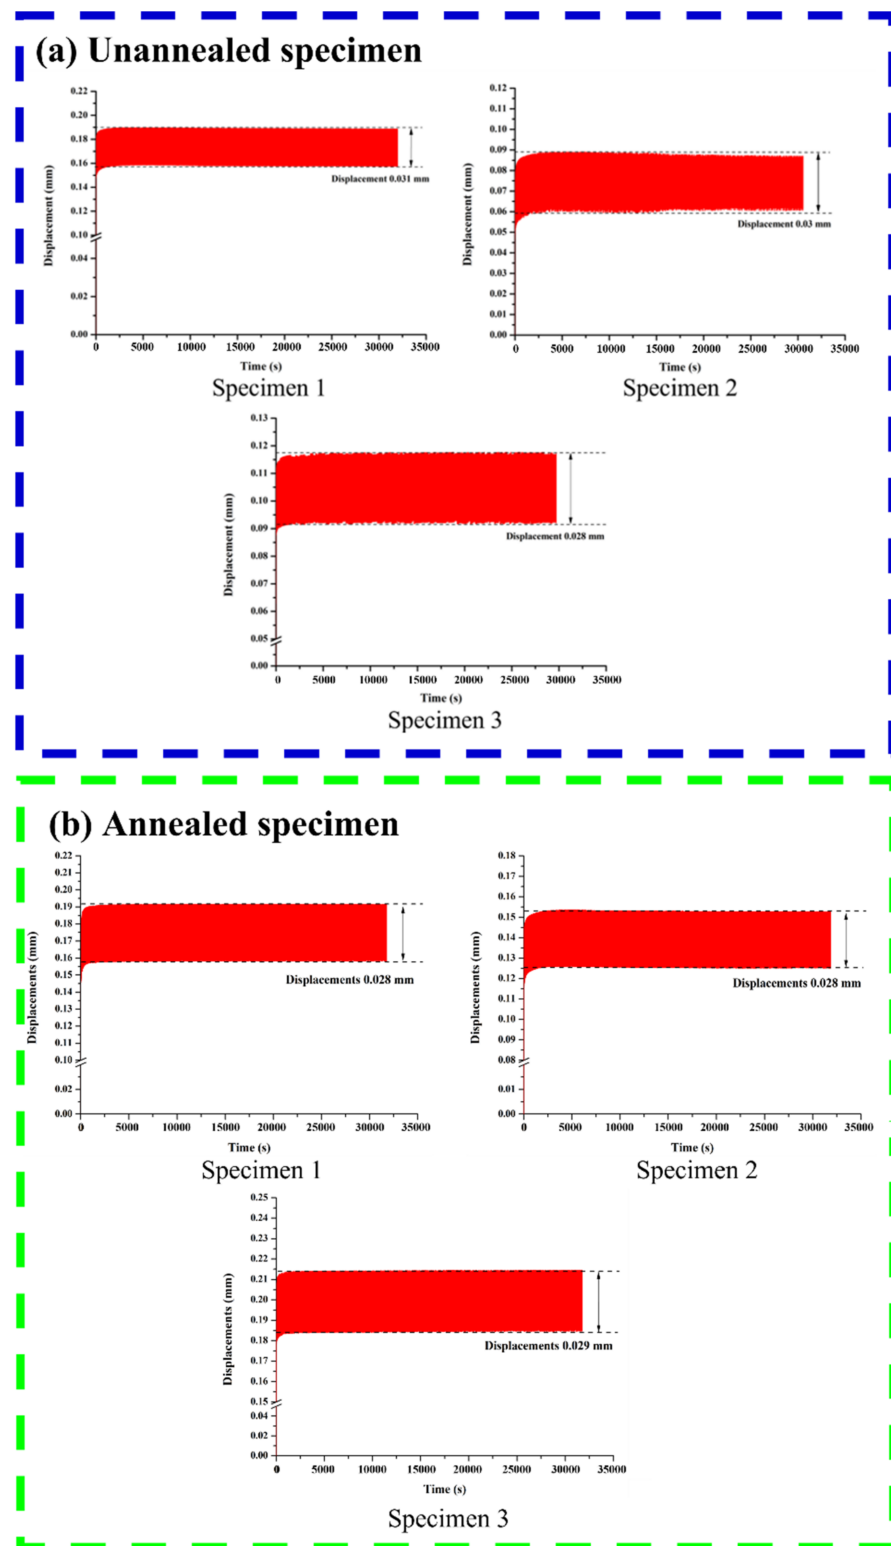 (a) Unannealed specimen
0.22
0.20
0.18
0.16
0.14
0.12
0.10
0.04
0.02
0.00
Displacement (mm)
Displacement 0.031 mm
0 5000 10000 15000 20000 25000 30000 35000
Time (s)
Specimen 1
0.12
0.11
0.10
0.09
0.08
0.07
0.06
0.05
0.04
0.03
0.02
0.01
0.00
Displacement (mm)
Displacement 0.03 mm
0 5000 10000 15000 20000 25000 30000 35000
Time (s)
Specimen 2
0.13
0.12
0.11
0.10
0.09
0.08
0.07
0.06
0.05
0.00
Displacement (mm)
Displacement 0.028 mm
0 5000 10000 15000 20000 25000 30000 35000
Time (s)
Specimen 3
(b) Annealed specimen
0.22
0.21
0.20
0.19
0.18
0.17
0.16
0.15
0.14
0.13
0.12
0.11
0.10
0.02
0.00
Displacements (mm)
Displacements 0.028 mm
0 5000 10000 15000 20000 25000 30000 35000
Time (s)
Specimen 1
0.18
0.17
0.16
0.15
0.14
0.13
0.12
0.11
0.10
0.09
0.08
0.01
0.00
Displacements (mm)
Displacements 0.028 mm
0 5000 10000 15000 20000 25000 30000 35000
Time (s)
Specimen 2
0.25
0.24
0.23
0.22
0.21
0.20
0.19
0.18
0.17
0.16
0.15
0.04
0.02
0.00
Displacements (mm)
Displacements 0.029 mm
0 5000 10000 15000 20000 25000 30000 35000
Time (s)
Specimen 3